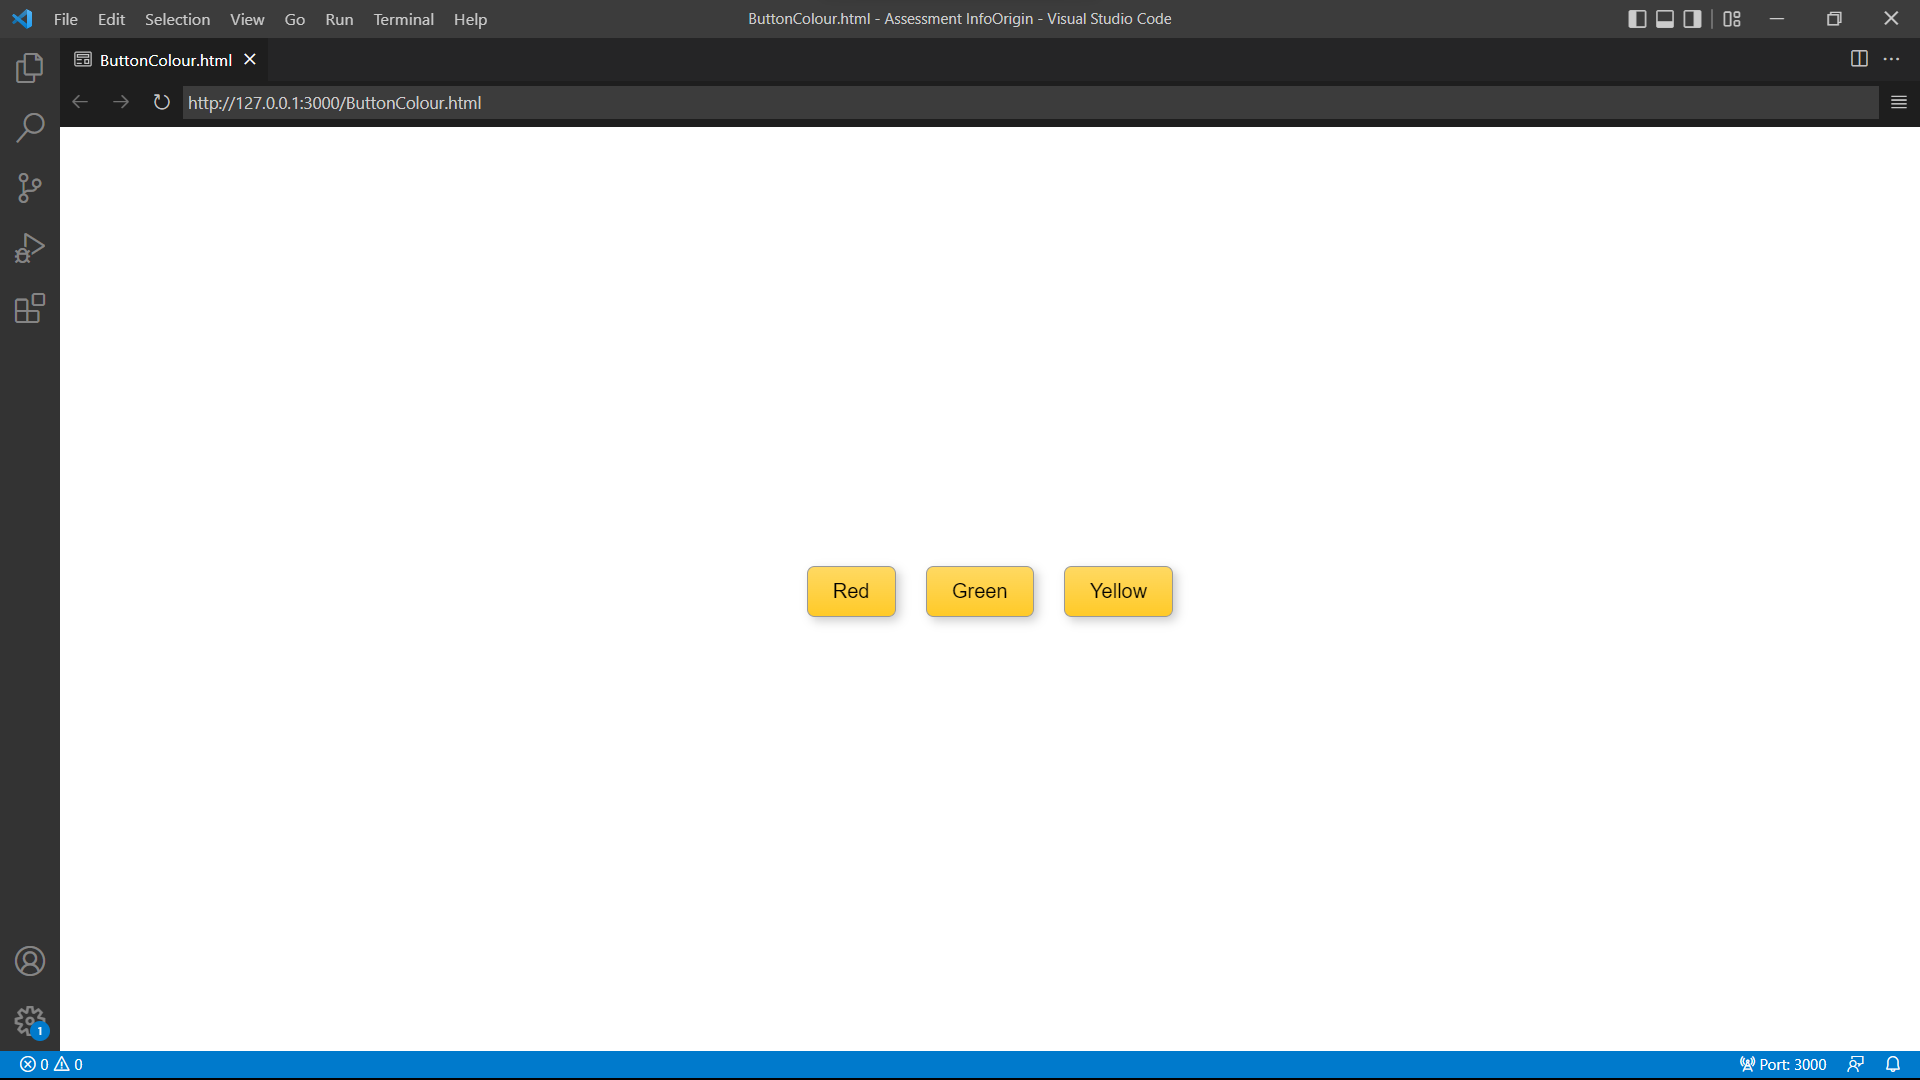 File Edit Selection View Go Run Terminal Help ButtonColour.html - Assessment InfoOrigin - Visual Studio Code
ButtonColour.html
http://127.0.0.1:3000/ButtonColour.html
Red Green Yellow
1
0 0 Port: 3000